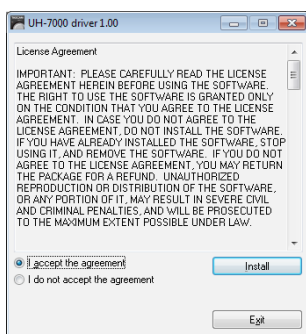 UH-7000 driver 1.00
License Agreement
IMPORTANT: PLEASE CAREFULLY READ THE LICENSE
AGREEMENT HEREIN BEFORE USING THE SOFTWARE.
THE RIGHT TO USE THE SOFTWARE IS GRANTED ONLY
ON THE CONDITION THAT YOU AGREE TO THE LICENSE
AGREEMENT. IN CASE YOU DO NOT AGREE TO THE
LICENSE AGREEMENT, DO NOT INSTALL THE SOFTWARE.
IF YOU HAVE ALREADY INSTALLED THE SOFTWARE, STOP
USING IT, AND REMOVE THE SOFTWARE. IF YOU DO NOT
AGREE TO THE LICENSE AGREEMENT, YOU MAY RETURN
THE PACKAGE FOR A REFUND. UNAUTHORIZED
REPRODUCTION OR DISTRIBUTION OF THE SOFTWARE,
OR ANY PORTION OF IT, MAY RESULT IN SEVERE CIVIL
AND CRIMINAL PENALTIES, AND WILL BE PROSECUTED
TO THE MAXIMUM EXTENT POSSIBLE UNDER LAW.
I accept the agreement
Install
I do not accept the agreement
Exit